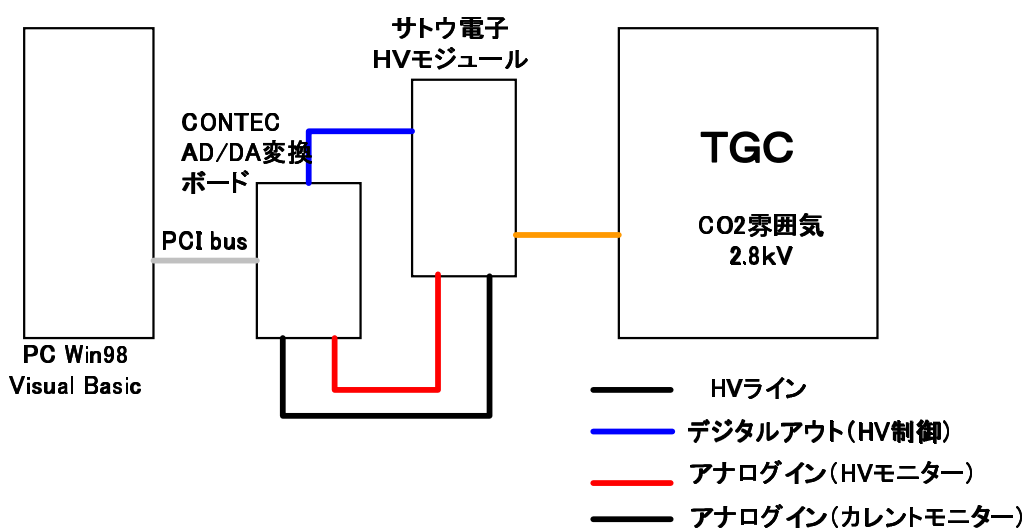 サトウ電子
HVモジュール
CONTEC
AD/DA変換
ボード
TGC
CO2雰囲気
2.8kV
PCI bus
PC Win98
Visual Basic
HVライン
デジタルアウト(HV制御)
アナログイン(HVモニター)
アナログイン(カレントモニター)